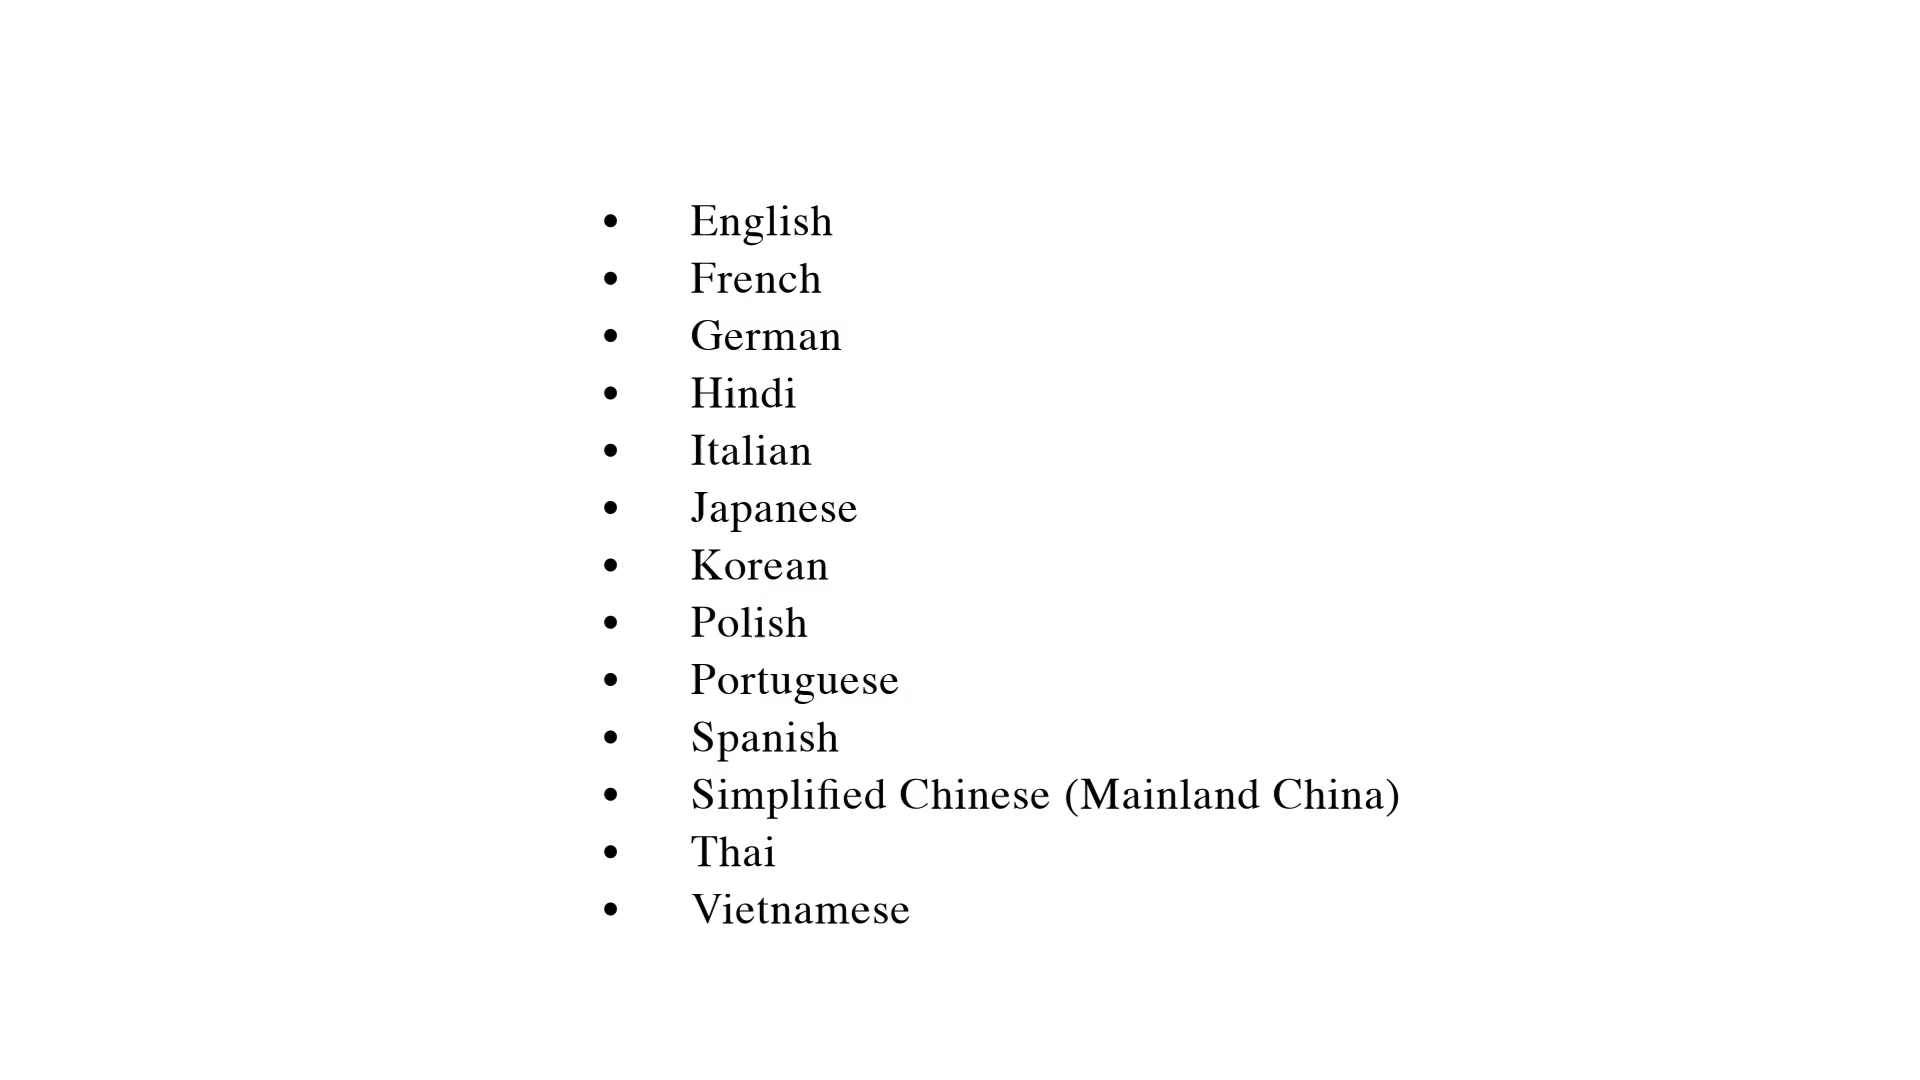 • English
• French
• German
• Hindi
• Italian
• Japanese
• Korean
• Polish
• Portuguese
• Spanish
• Simplified Chinese (Mainland China)
• Thai
• Vietnamese